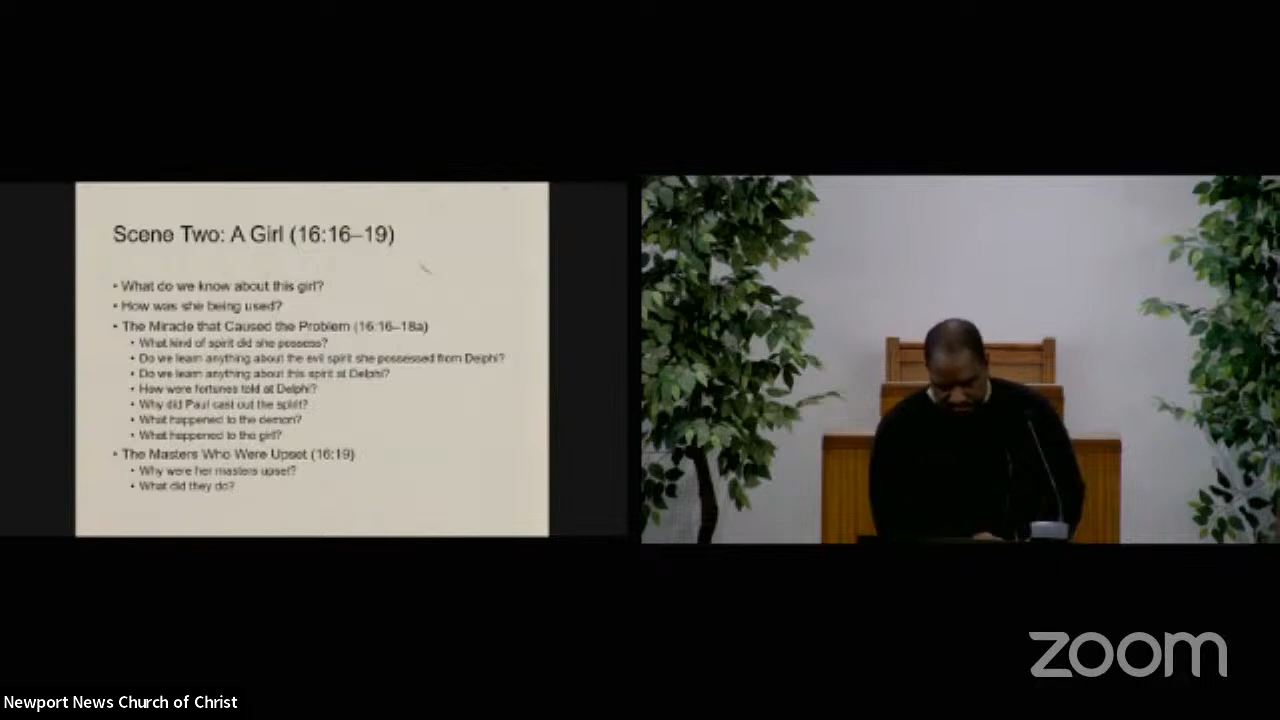 Scene Two: A Girl (16:16–19)
• What do we know about this girl?
• How was she being used?
• The Miracle that Caused the Problem (16:16–18a)
• What kind of spirit did she possess?
• Do we learn anything about the evil spirit she possessed from Delphi?
• Do we learn anything about this spirit at Delphi?
• How were fortunes told at Delphi?
• Why did Paul cast out the spirit?
• What happened to the demon?
• What happened to the girl?
• The Masters Who Were Upset (16:19)
• Why were her masters upset?
• What did they do?
zoom
Newport News Church of Christ